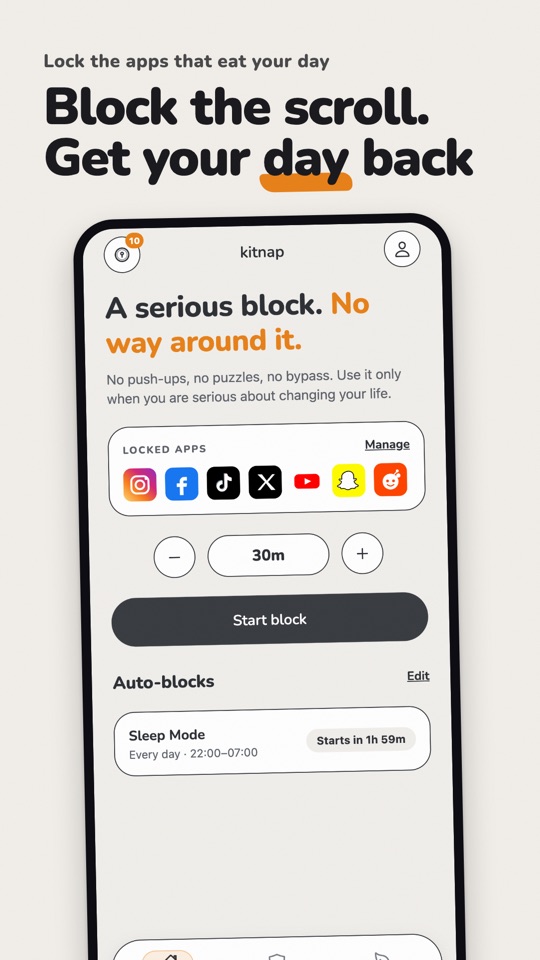 Lock the apps that eat your day
Block the scroll.
Get your day back
10
kitnap
A serious block. No
way around it.
No push-ups, no puzzles, no bypass. Use it only
when you are serious about changing your life.
LOCKED APPS
Manage
30m
Start block
Auto-blocks
Edit
Sleep Mode
Every day · 22:00–07:00
Starts in 1h 59m